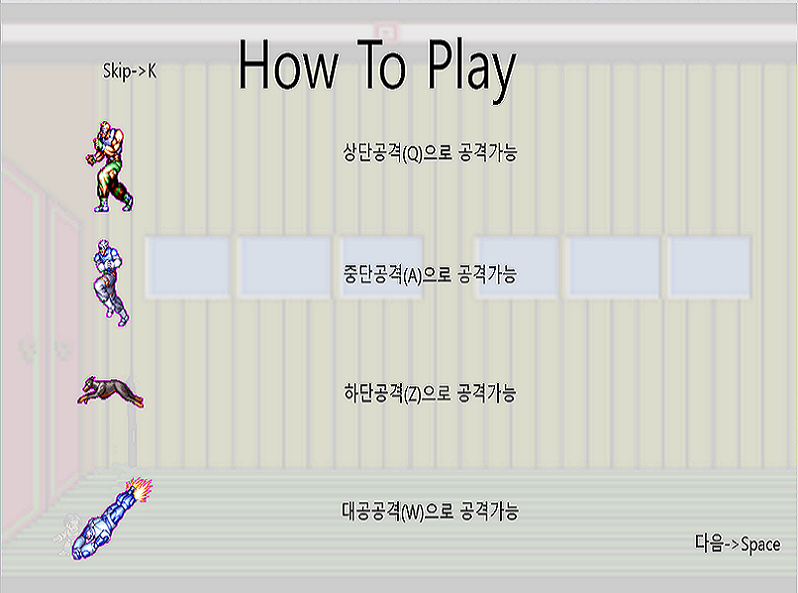 How To Play
Skip->K
상단공격(Q)으로 공격가능
중단공격(A)으로 공격가능
하단공격(Z)으로 공격가능
대공공격(W)으로 공격가능
다음->Space